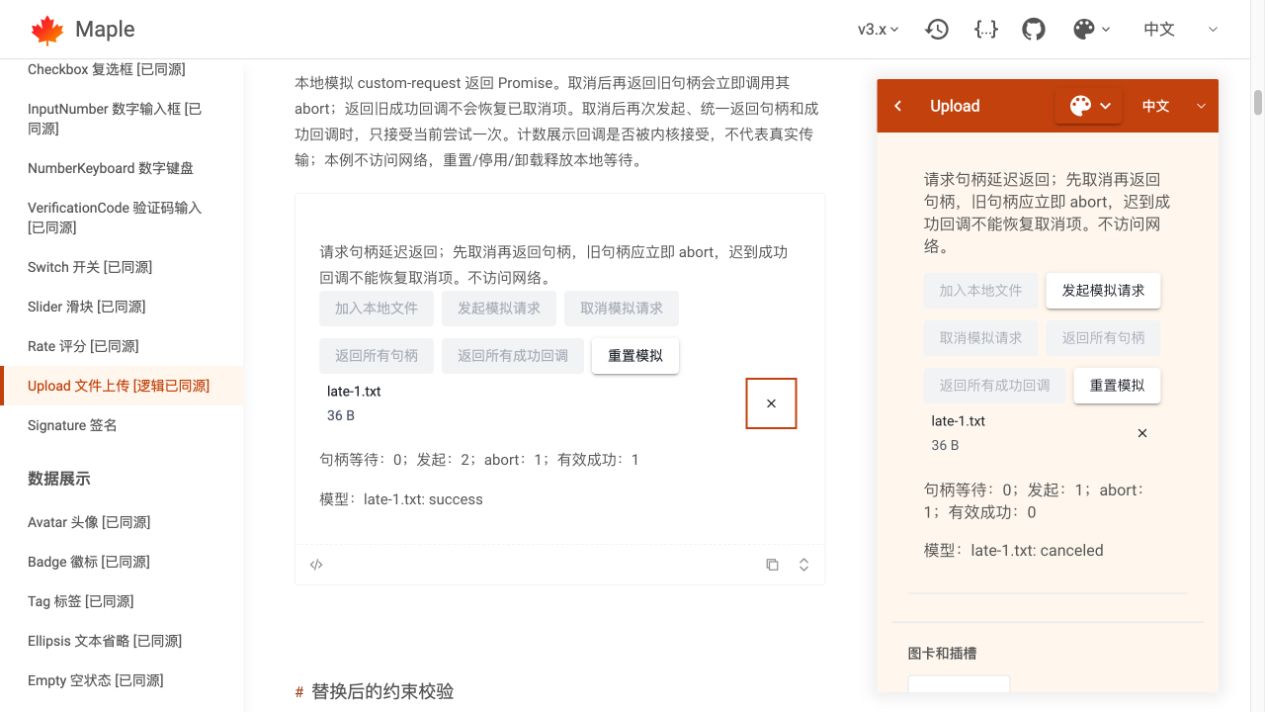 Maple
v3.x
中文
Checkbox 复选框 [已同源]
InputNumber 数字输入框 [已
同源]
NumberKeyboard 数字键盘
VerificationCode 验证码输入
[已同源]
Switch 开关 [已同源]
Slider 滑块 [已同源]
Rate 评分 [已同源]
Upload 文件上传 [逻辑已同源]
Signature 签名
数据展示
Avatar 头像 [已同源]
Badge 徽标 [已同源]
Tag 标签 [已同源]
Ellipsis 文本省略 [已同源]
Empty 空状态 [已同源]
本地模拟 custom-request 返回 Promise。取消后再返回旧句柄会立即调用其
abort；返回旧成功回调不会恢复已取消项。取消后再次发起、统一返回句柄和成
功回调时，只接受当前尝试一次。计数展示回调是否被内核接受，不代表真实传
输；本例不访问网络，重置/停用/卸载释放本地等待。
请求句柄延迟返回；先取消再返回句柄，旧句柄应立即 abort，迟到成功
回调不能恢复取消项。不访问网络。
加入本地文件 发起模拟请求 取消模拟请求
返回所有句柄 返回所有成功回调 重置模拟
late-1.txt
36 B
句柄等待：0；发起：2；abort：1；有效成功：1
模型：late-1.txt: success
# 替换后的约束校验
Upload
中文
请求句柄延迟返回；先取消再返回
句柄，旧句柄应立即 abort，迟到成
功回调不能恢复取消项。不访问网
络。
加入本地文件 发起模拟请求
取消模拟请求 返回所有句柄
返回所有成功回调 重置模拟
late-1.txt
36 B
句柄等待：0；发起：1；abort：
1；有效成功：0
模型：late-1.txt: canceled
图卡和插槽